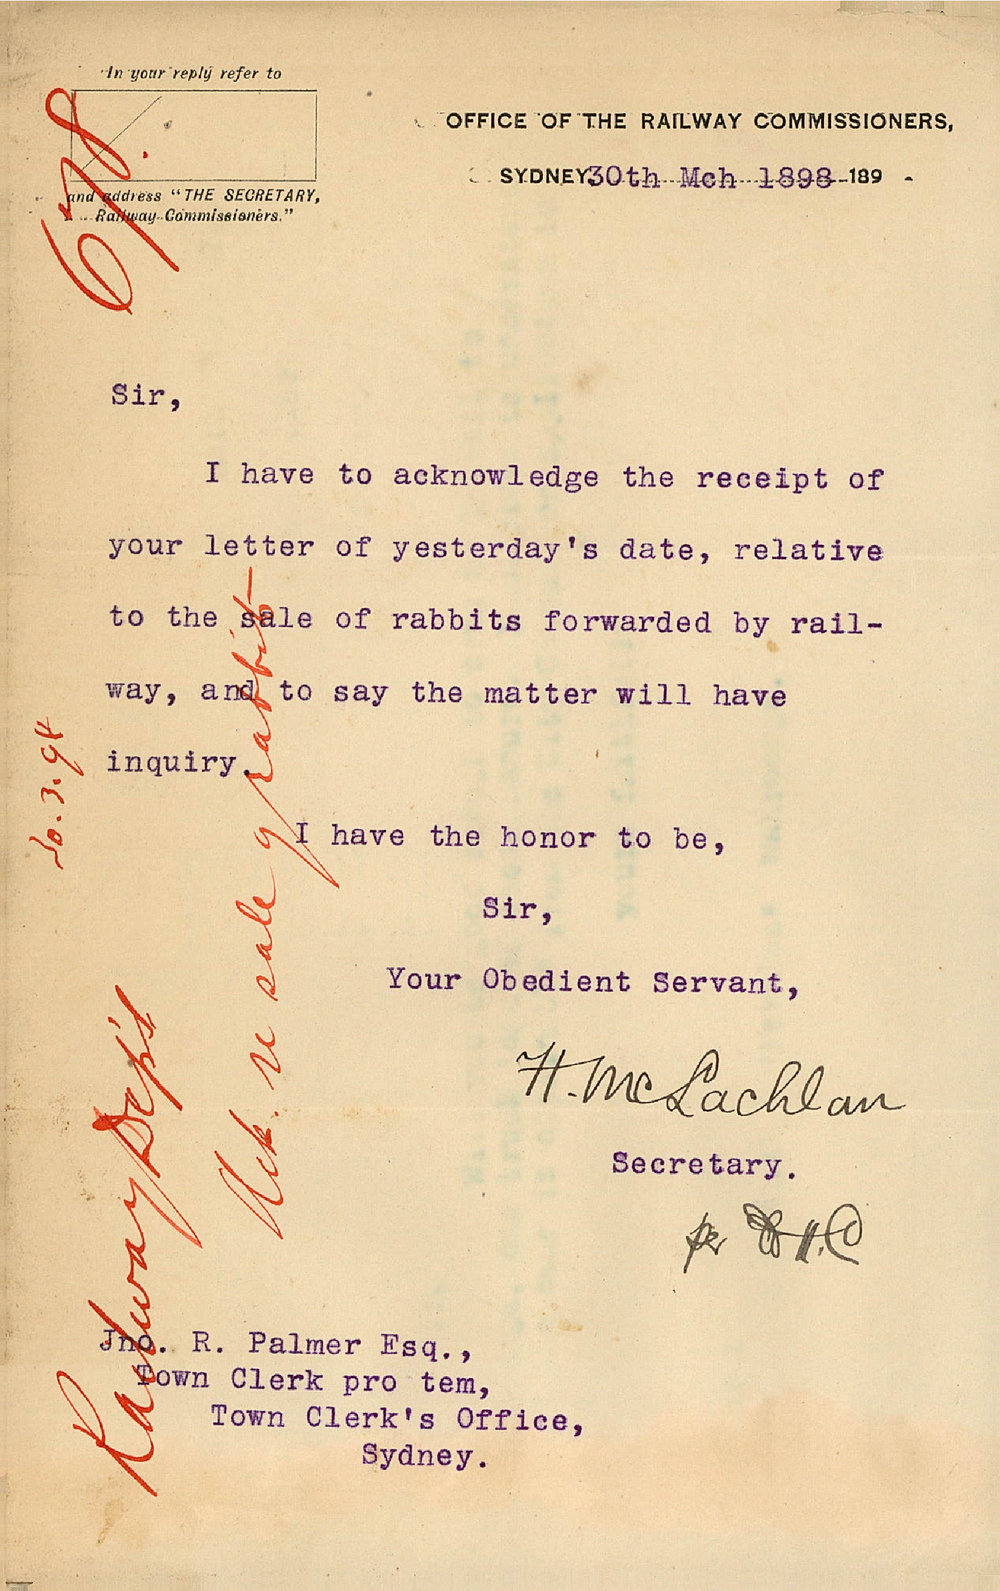 In your reply refer to
and address "THE SECRETARY,
Railway Commissioners."
678.
OFFICE OF THE RAILWAY COMMISSIONERS,
SYDNEY 30th Mch 1898 189 -
Sir,
I have to acknowledge the receipt of
your letter of yesterday's date, relative
to the sale of rabbits forwarded by rail-
way, and to say the matter will have
inquiry.
I have the honor to be,
Sir,
Your Obedient Servant,
H. McLachlan
Secretary.
per
Jno. R. Palmer Esq.,
Town Clerk pro tem,
Town Clerk's Office,
Sydney.
Railway Dept
Ack. re sale of rabbits
30.3.98